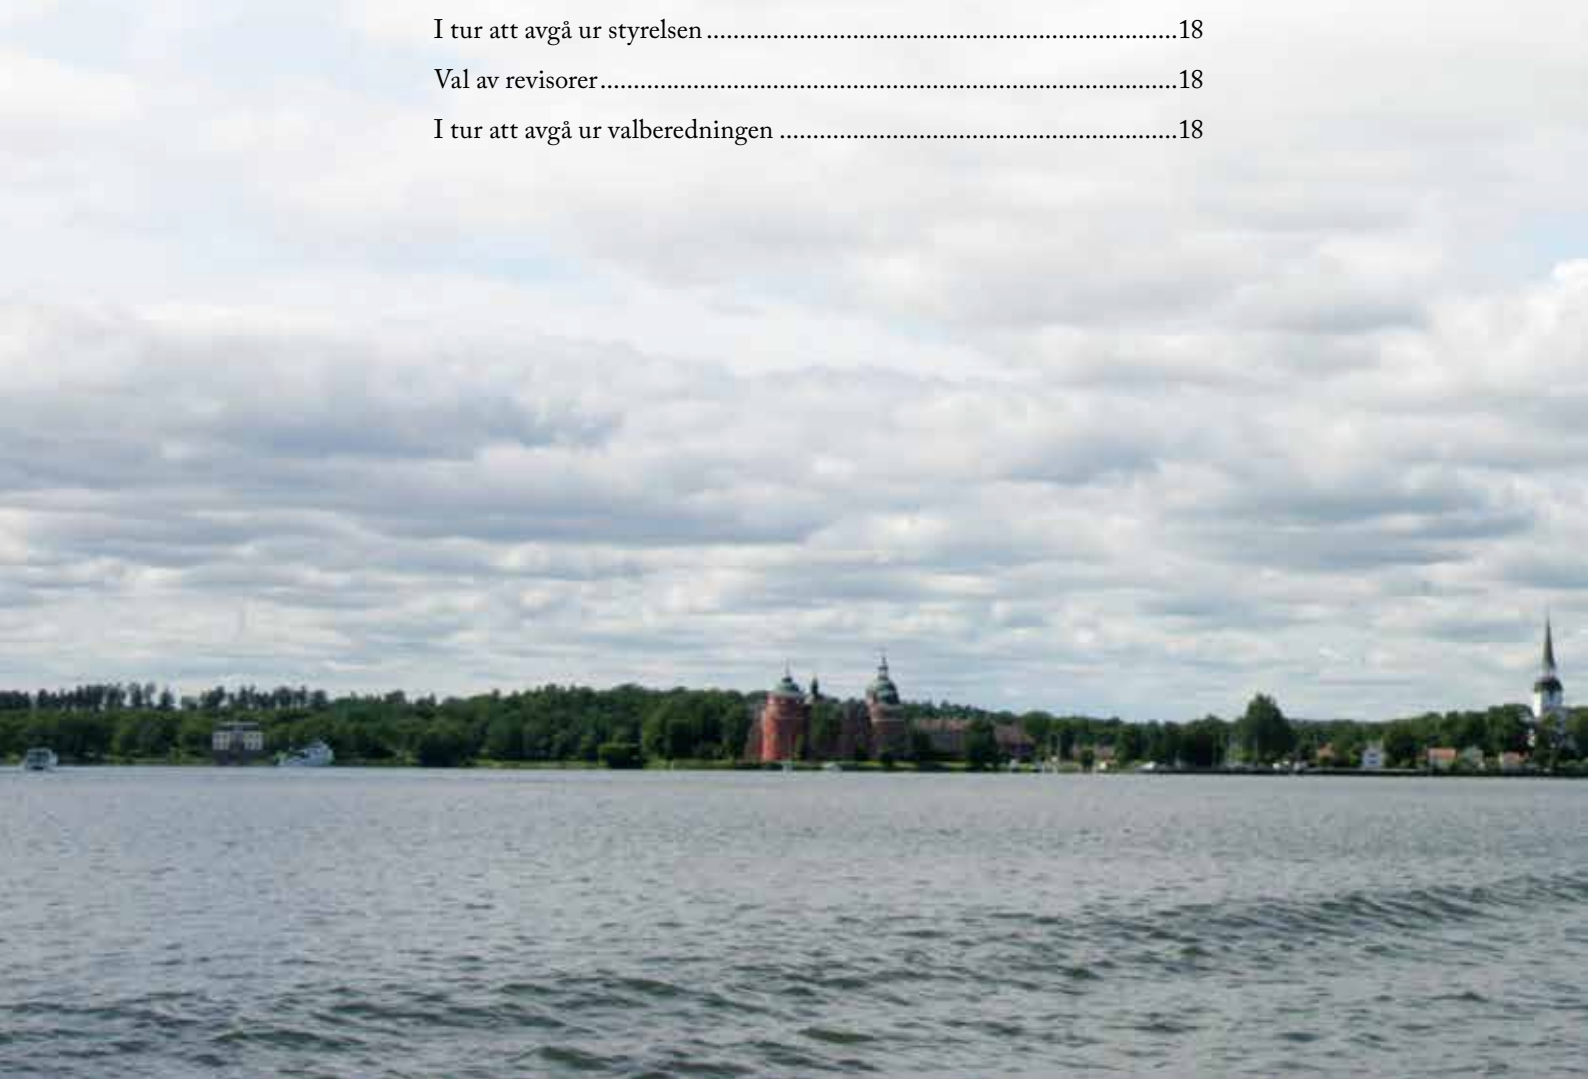 I tur att avgå ur styrelsen.......................................................................18
Val av revisorer.......................................................................................18
I tur att avgå ur valberedningen ............................................................18